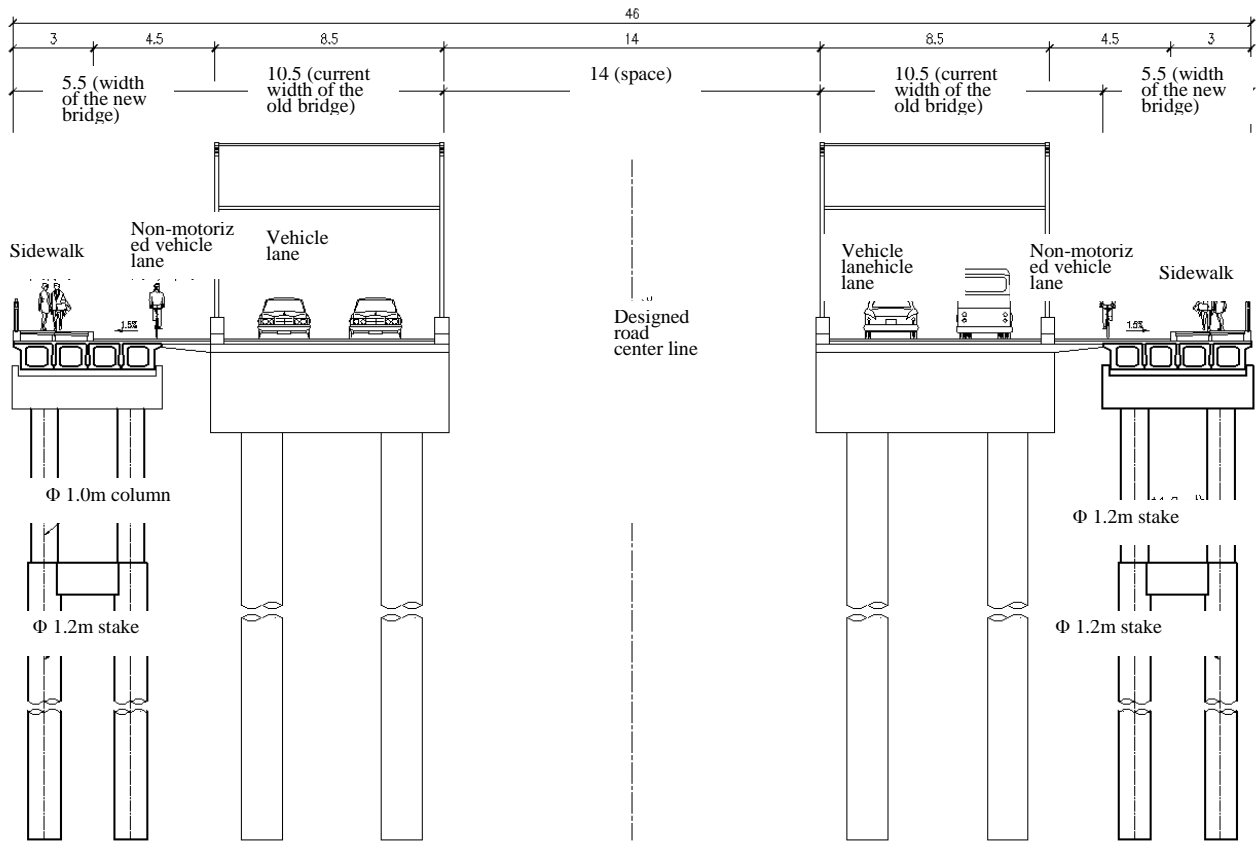 46
3 4.5 8.5 14 8.5 4.5 3
5.5 (width
of the new
bridge)
10.5 (current
width of the
old bridge)
14 (space)
10.5 (current
width of the
old bridge)
5.5 (width
of the new
bridge)
Sidewalk
Non-motoriz
ed vehicle
lane
Vehicle
lane
Vehicle
lanehicle
lane
Non-motoriz
ed vehicle
lane
Sidewalk
1.5%
1.5%
Designed
road
center line
Φ 1.0m column
Φ 1.2m stake
Φ 1.2m stake
Φ 1.2m stake